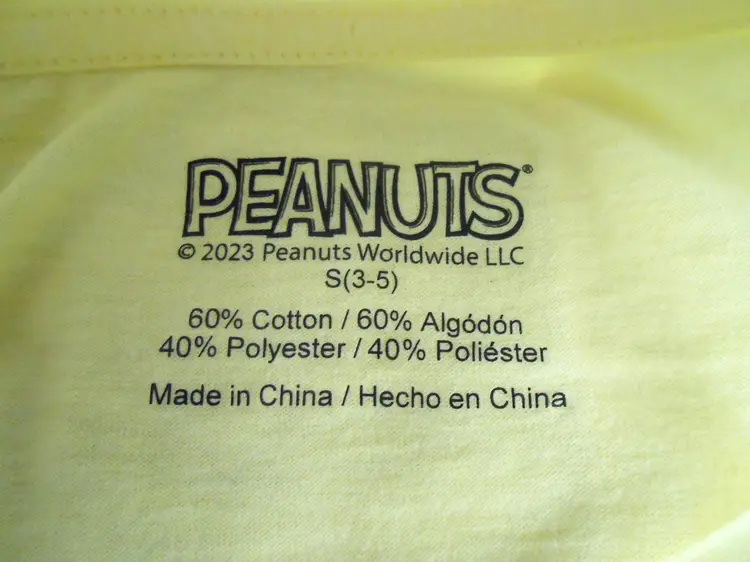 PEANUTS®
© 2023 Peanuts Worldwide LLC
S(3-5)
60% Cotton / 60% Algódón
40% Polyester / 40% Poliéster
Made in China / Hecho en China